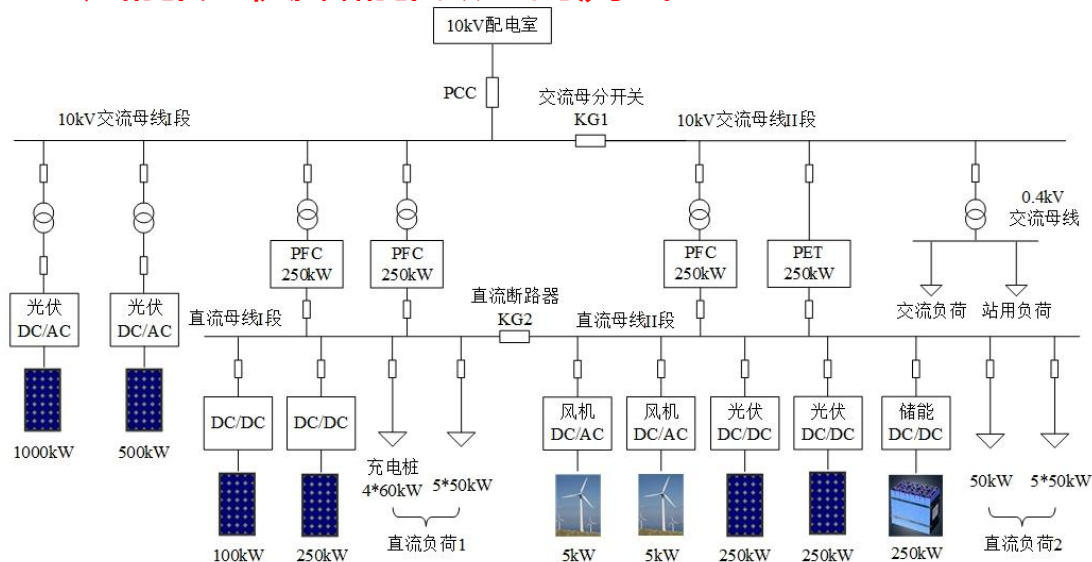 10kV配电室
PCC
交流母分开关
KG1
10kV交流母线I段
10kV交流母线II段
0.4kV
交流母线
PFC
250kW
PFC
250kW
PFC
250kW
PET
250kW
光伏
DC/AC
光伏
DC/AC
直流母线I段
直流断路器
KG2
直流母线II段
交流负荷
站用负荷
DC/DC
DC/DC
充电桩
4*60kW
5*50kW
风机
DC/AC
风机
DC/AC
光伏
DC/DC
光伏
DC/DC
储能
DC/DC
50kW
5*50kW
1000kW
500kW
100kW
250kW
直流负荷1
5kW
5kW
250kW
250kW
250kW
直流负荷2